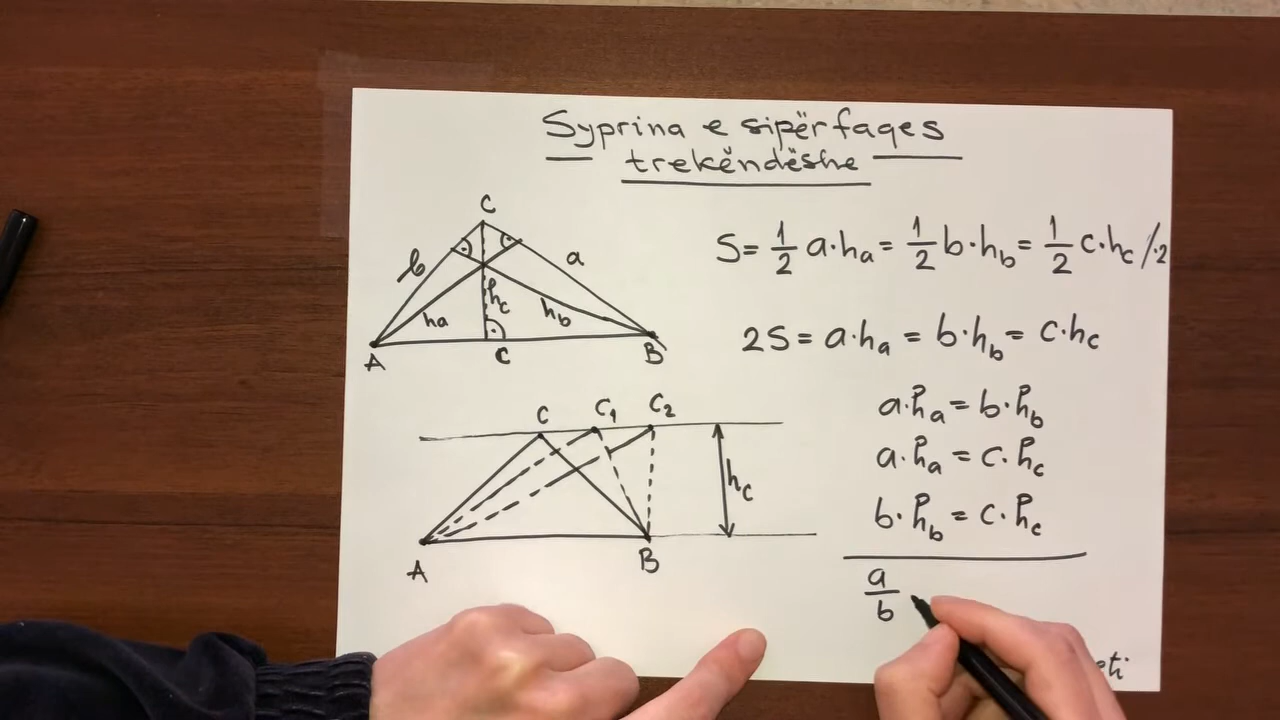 Syprina e sipërfaqes
trekëndëshe
C
b
a
ha
hc
hb
A
c
B
S = 1/2 a·ha = 1/2 b·hb = 1/2 c·hc /·2
2S = a·ha = b·hb = c·hc
a·ha = b·hb
a·ha = c·hc
b·hb = c·hc
a/b
C C1 C2
hc
A B